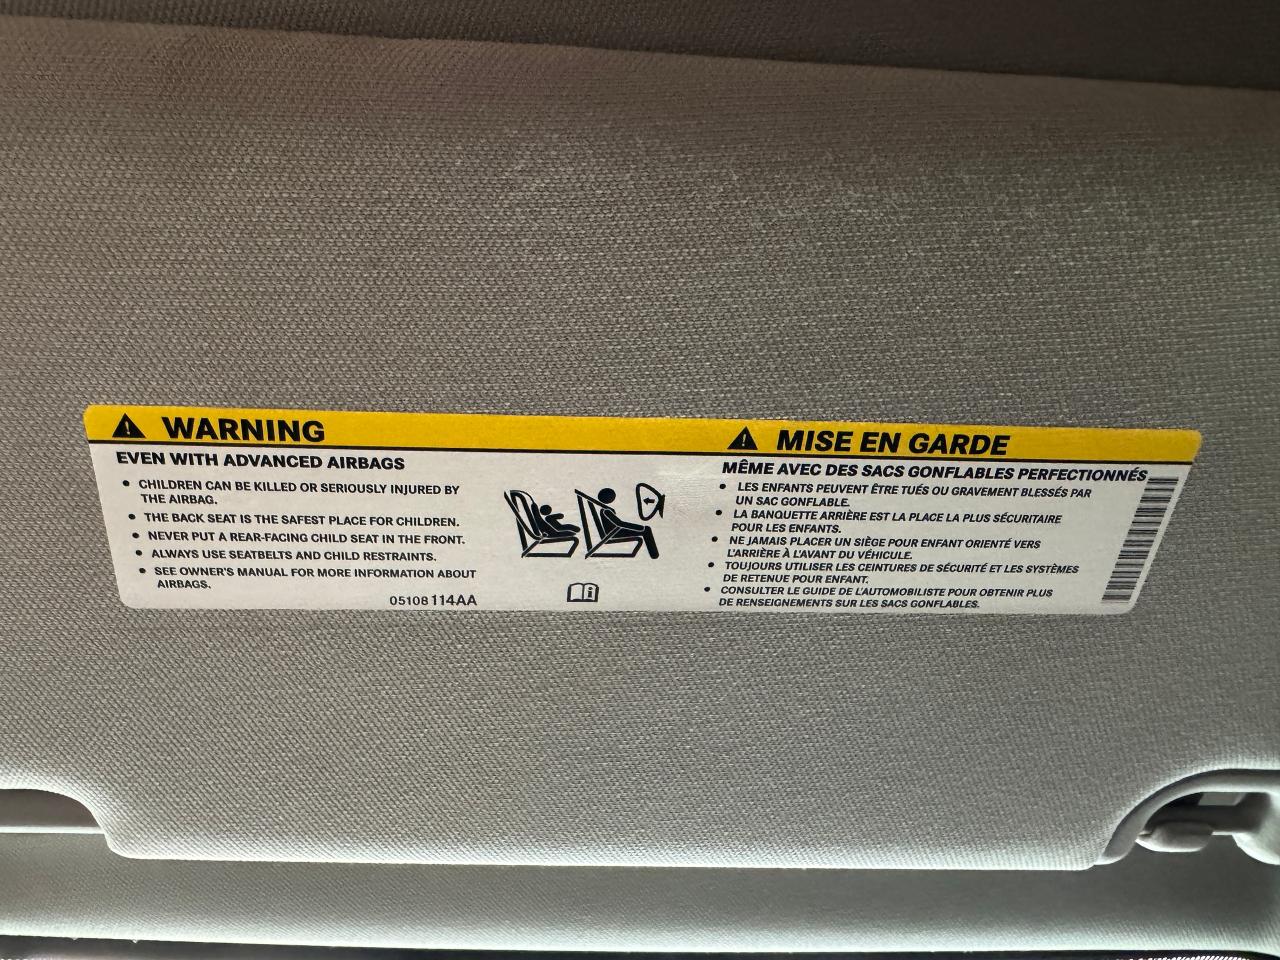 WARNING
EVEN WITH ADVANCED AIRBAGS
• CHILDREN CAN BE KILLED OR SERIOUSLY INJURED BY
THE AIRBAG.
• THE BACK SEAT IS THE SAFEST PLACE FOR CHILDREN.
• NEVER PUT A REAR-FACING CHILD SEAT IN THE FRONT.
• ALWAYS USE SEATBELTS AND CHILD RESTRAINTS.
• SEE OWNER'S MANUAL FOR MORE INFORMATION ABOUT
AIRBAGS.
05108114AA
MISE EN GARDE
MÊME AVEC DES SACS GONFLABLES PERFECTIONNÉS
• LES ENFANTS PEUVENT ÊTRE TUÉS OU GRAVEMENT BLESSÉS PAR
UN SAC GONFLABLE.
• LA BANQUETTE ARRIÈRE EST LA PLACE LA PLUS SÉCURITAIRE
POUR LES ENFANTS.
• NE JAMAIS PLACER UN SIÈGE POUR ENFANT ORIENTÉ VERS
L'ARRIÈRE À L'AVANT DU VÉHICULE.
• TOUJOURS UTILISER LES CEINTURES DE SÉCURITÉ ET LES SYSTÈMES
DE RETENUE POUR ENFANT.
• CONSULTER LE GUIDE DE L'AUTOMOBILISTE POUR OBTENIR PLUS
DE RENSEIGNEMENTS SUR LES SACS GONFLABLES.